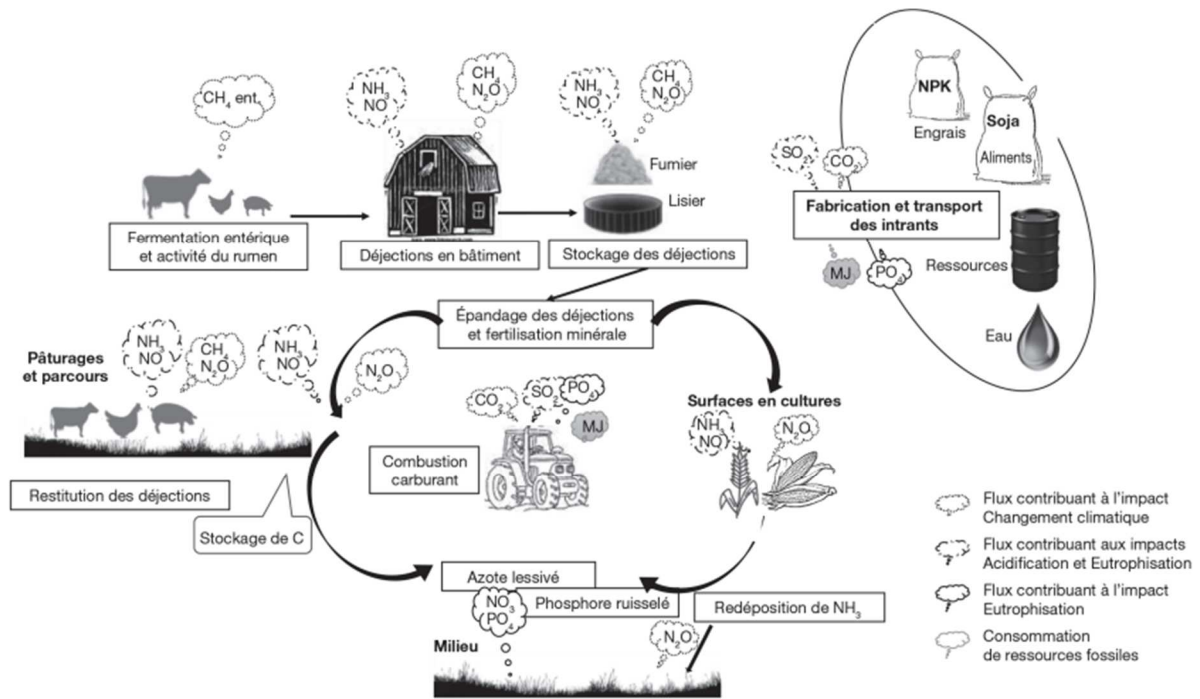 CH4 ent.
NH3
NO
CH4
N2O
NH3
NO
CH4
N2O
Fumier
Lisier
Fermentation entérique
et activité du rumen
Déjections en bâtiment
Stockage des déjections
NPK
Engrais
Soja
Aliments
SO2
CO2
Fabrication et transport
des intrants
MJ
PO4
Ressources
Eau
Épandage des déjections
et fertilisation minérale
Pâturages
et parcours
NH3
NO
CH4
N2O
NH3
NO
N2O
Restitution des déjections
Stockage de C
CO2
SO2
PO4
MJ
Combustion
carburant
Surfaces en cultures
NH3
NO
N2O
Azote lessivé
Phosphore ruisselé
NO3
PO4
Redéposition de NH3
N2O
Milieu
Flux contribuant à l'impact
Changement climatique
Flux contribuant aux impacts
Acidification et Eutrophisation
Flux contribuant à l'impact
Eutrophisation
Consommation
de ressources fossiles